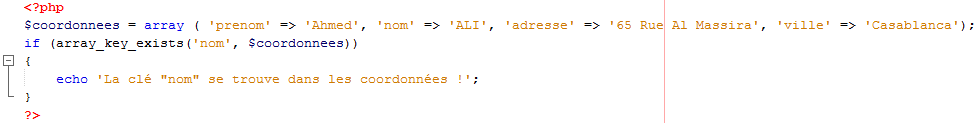 <?php
$coordonnees = array ( 'prenom' => 'Ahmed', 'nom' => 'ALI', 'adresse' => '65 Rue Al Massira', 'ville' => 'Casablanca');
if (array_key_exists('nom', $coordonnees))
{
echo 'La clé "nom" se trouve dans les coordonnées !';
}
?>